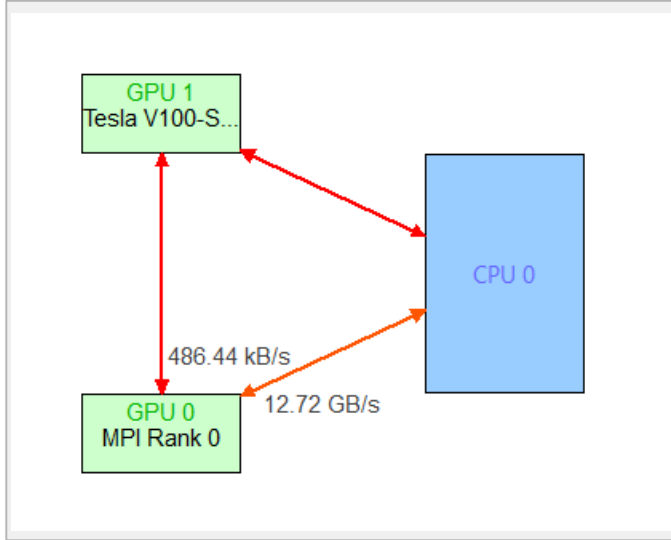 GPU 1
Tesla V100-S...
CPU 0
486.44 kB/s
12.72 GB/s
GPU 0
MPI Rank 0